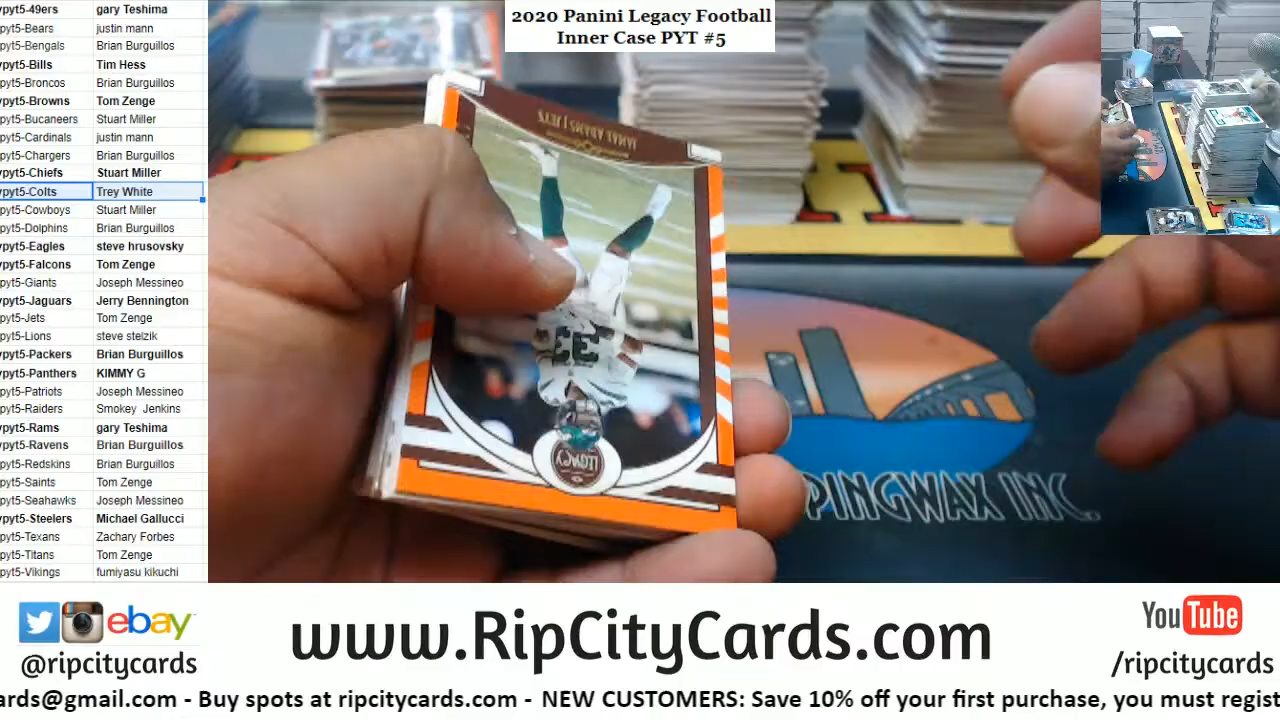 2020 Panini Legacy Football
Inner Case PYT #5
pyt5-49ers gary Teshima
pyt5-Bears justin mann
pyt5-Bengals Brian Burguillos
pyt5-Bills Tim Hess
pyt5-Broncos Brian Burguillos
pyt5-Browns Tom Zenge
pyt5-Bucaneers Stuart Miller
pyt5-Cardinals justin mann
pyt5-Chargers Brian Burguillos
pyt5-Chiefs Stuart Miller
pyt5-Colts Trey White
pyt5-Cowboys Stuart Miller
pyt5-Dolphins Brian Burguillos
pyt5-Eagles steve hrusovsky
pyt5-Falcons Tom Zenge
pyt5-Giants Joseph Messineo
pyt5-Jaguars Jerry Bennington
pyt5-Jets Tom Zenge
pyt5-Lions steve stelzik
pyt5-Packers Brian Burguillos
pyt5-Panthers KIMMY G
pyt5-Patriots Joseph Messineo
pyt5-Raiders Smokey Jenkins
pyt5-Rams gary Teshima
pyt5-Ravens Brian Burguillos
pyt5-Redskins Brian Burguillos
pyt5-Saints Tom Zenge
pyt5-Seahawks Joseph Messineo
pyt5-Steelers Michael Gallucci
pyt5-Texans Zachary Forbes
pyt5-Titans Tom Zenge
pyt5-Vikings fumiyasu kikuchi
JAMAL ADAMS | JETS
33
LEGACY
PINGWAX INC.
ebay
@ripcitycards
www.RipCityCards.com
YouTube
/ripcitycards
ards@gmail.com - Buy spots at ripcitycards.com - NEW CUSTOMERS: Save 10% off your first purchase, you must regist